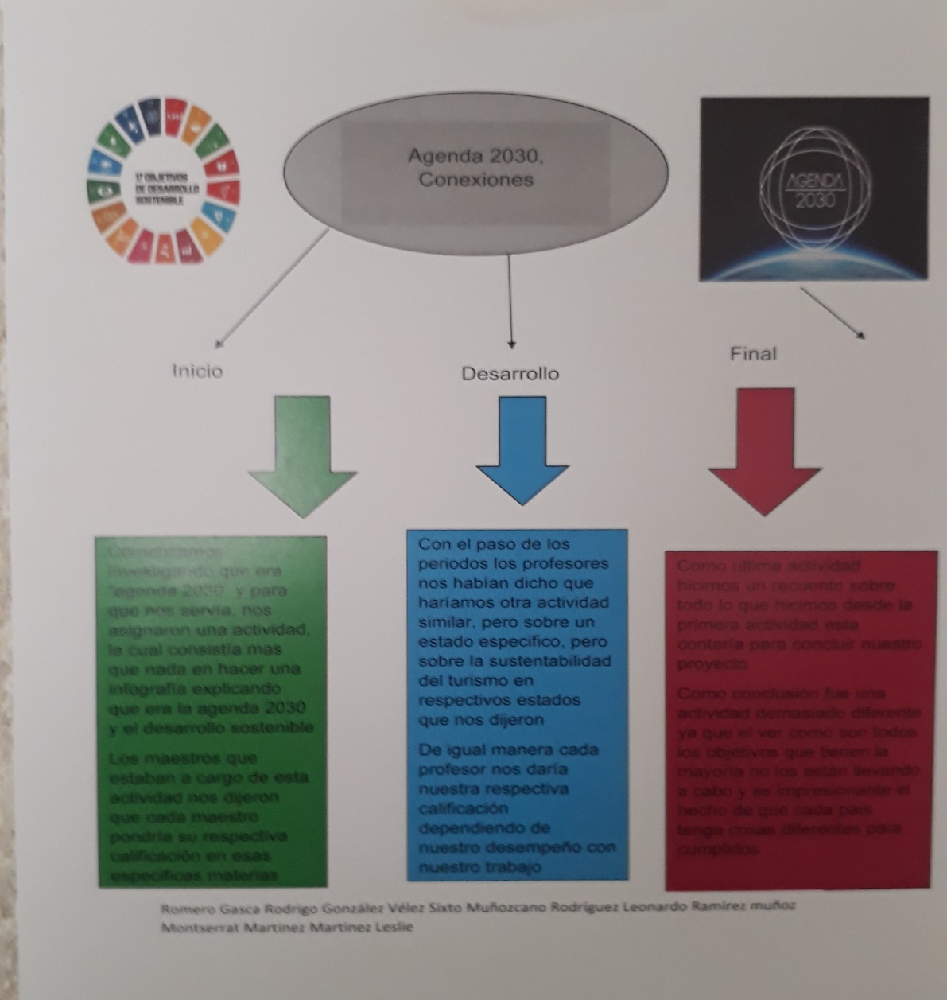 17 OBJETIVOS
DE DESARROLLO
SOSTENIBLE
Agenda 2030,
Conexiones
AGENDA
2030
Inicio
Desarrollo
Final
Comenzamos
que era
"agenda 2030" y para
que nos servía, nos
asignaron una actividad,
la cual consistía mas
que nada en hacer una
infografía explicando
que era la agenda 2030
y el desarrollo sostenible
Los maestros que
estaban a cargo de esta
actividad nos dijeron
que cada maestro
pondría su respectiva
calificación en esas
especificas materias
Con el paso de los
periodos los profesores
nos habían dicho que
haríamos otra actividad
similar, pero sobre un
estado especifico, pero
sobre la sustentabilidad
del turismo en
respectivos estados
que nos dijeron
De igual manera cada
profesor nos daría
nuestra respectiva
calificación
dependiendo de
nuestro desempeño con
nuestro trabajo
Como ultima actividad
hicimos un recuento sobre
todo lo que hicimos desde la
primera actividad esta
contaría para concluir nuestro
proyecto
Como conclusión fue una
actividad demasiado diferente
ya que el ver como son todos
los objetivos que tienen la
mayoría no los están llevando
a cabo y es impresionante el
hecho de que cada país
tenga cosas diferentes para
cumplirlos
Romero Gasca Rodrigo González Vélez Sixto Muñozcano Rodríguez Leonardo Ramírez muñoz
Montserrat Martínez Martínez Leslie